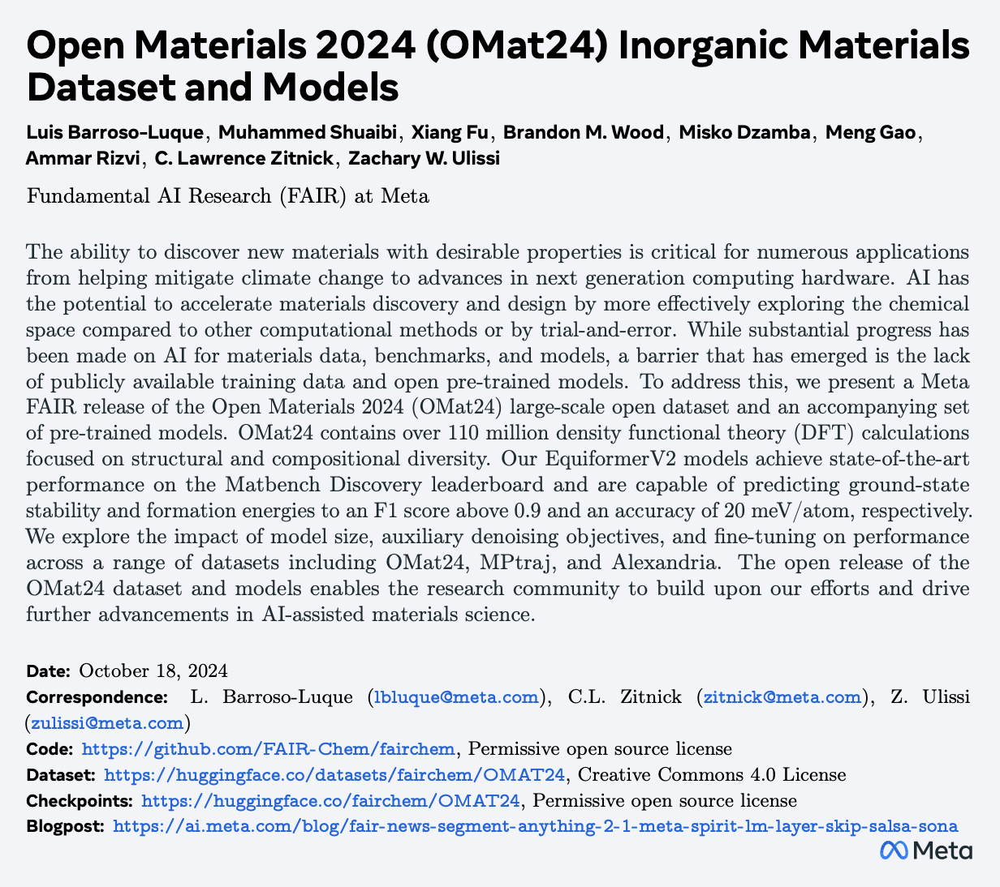 Open Materials 2024 (OMat24) Inorganic Materials
Dataset and Models
Luis Barroso-Luque, Muhammed Shuaibi, Xiang Fu, Brandon M. Wood, Misko Dzamba, Meng Gao,
Ammar Rizvi, C. Lawrence Zitnick, Zachary W. Ulissi
Fundamental AI Research (FAIR) at Meta
The ability to discover new materials with desirable properties is critical for numerous applications
from helping mitigate climate change to advances in next generation computing hardware. AI has
the potential to accelerate materials discovery and design by more effectively exploring the chemical
space compared to other computational methods or by trial-and-error. While substantial progress has
been made on AI for materials data, benchmarks, and models, a barrier that has emerged is the lack
of publicly available training data and open pre-trained models. To address this, we present a Meta
FAIR release of the Open Materials 2024 (OMat24) large-scale open dataset and an accompanying set
of pre-trained models. OMat24 contains over 110 million density functional theory (DFT) calculations
focused on structural and compositional diversity. Our EquiformerV2 models achieve state-of-the-art
performance on the Matbench Discovery leaderboard and are capable of predicting ground-state
stability and formation energies to an F1 score above 0.9 and an accuracy of 20 meV/atom, respectively.
We explore the impact of model size, auxiliary denoising objectives, and fine-tuning on performance
across a range of datasets including OMat24, MPtraj, and Alexandria. The open release of the
OMat24 dataset and models enables the research community to build upon our efforts and drive
further advancements in AI-assisted materials science.
Date: October 18, 2024
Correspondence: L. Barroso-Luque (lbluque@meta.com), C.L. Zitnick (zitnick@meta.com), Z. Ulissi
(zulissi@meta.com)
Code: https://github.com/FAIR-Chem/fairchem, Permissive open source license
Dataset: https://huggingface.co/datasets/fairchem/OMAT24, Creative Commons 4.0 License
Checkpoints: https://huggingface.co/fairchem/OMAT24, Permissive open source license
Blogpost: https://ai.meta.com/blog/fair-news-segment-anything-2-1-meta-spirit-lm-layer-skip-salsa-sona
Meta